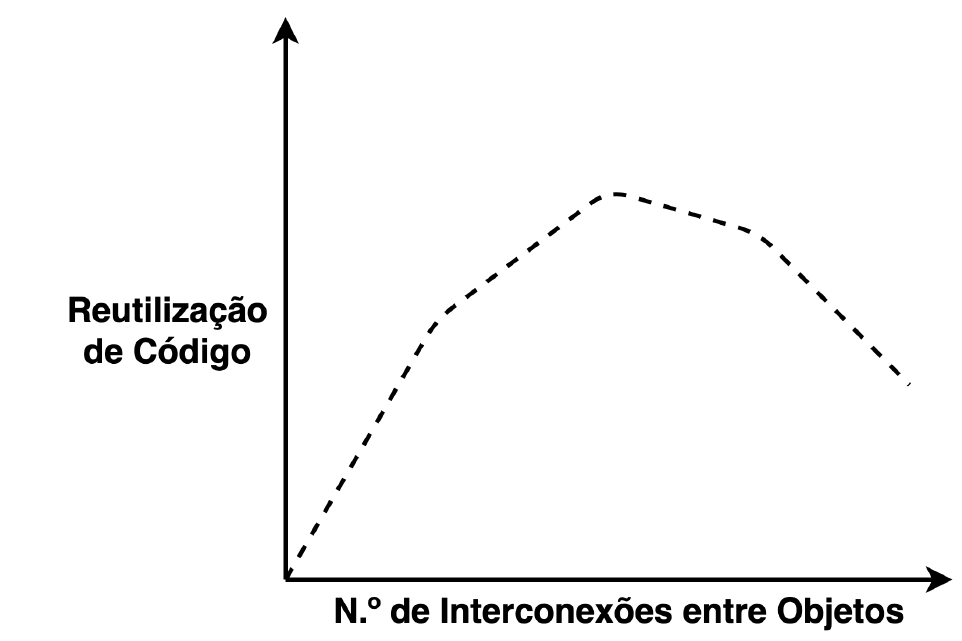 Reutilização
de Código
N.º de Interconexões entre Objetos